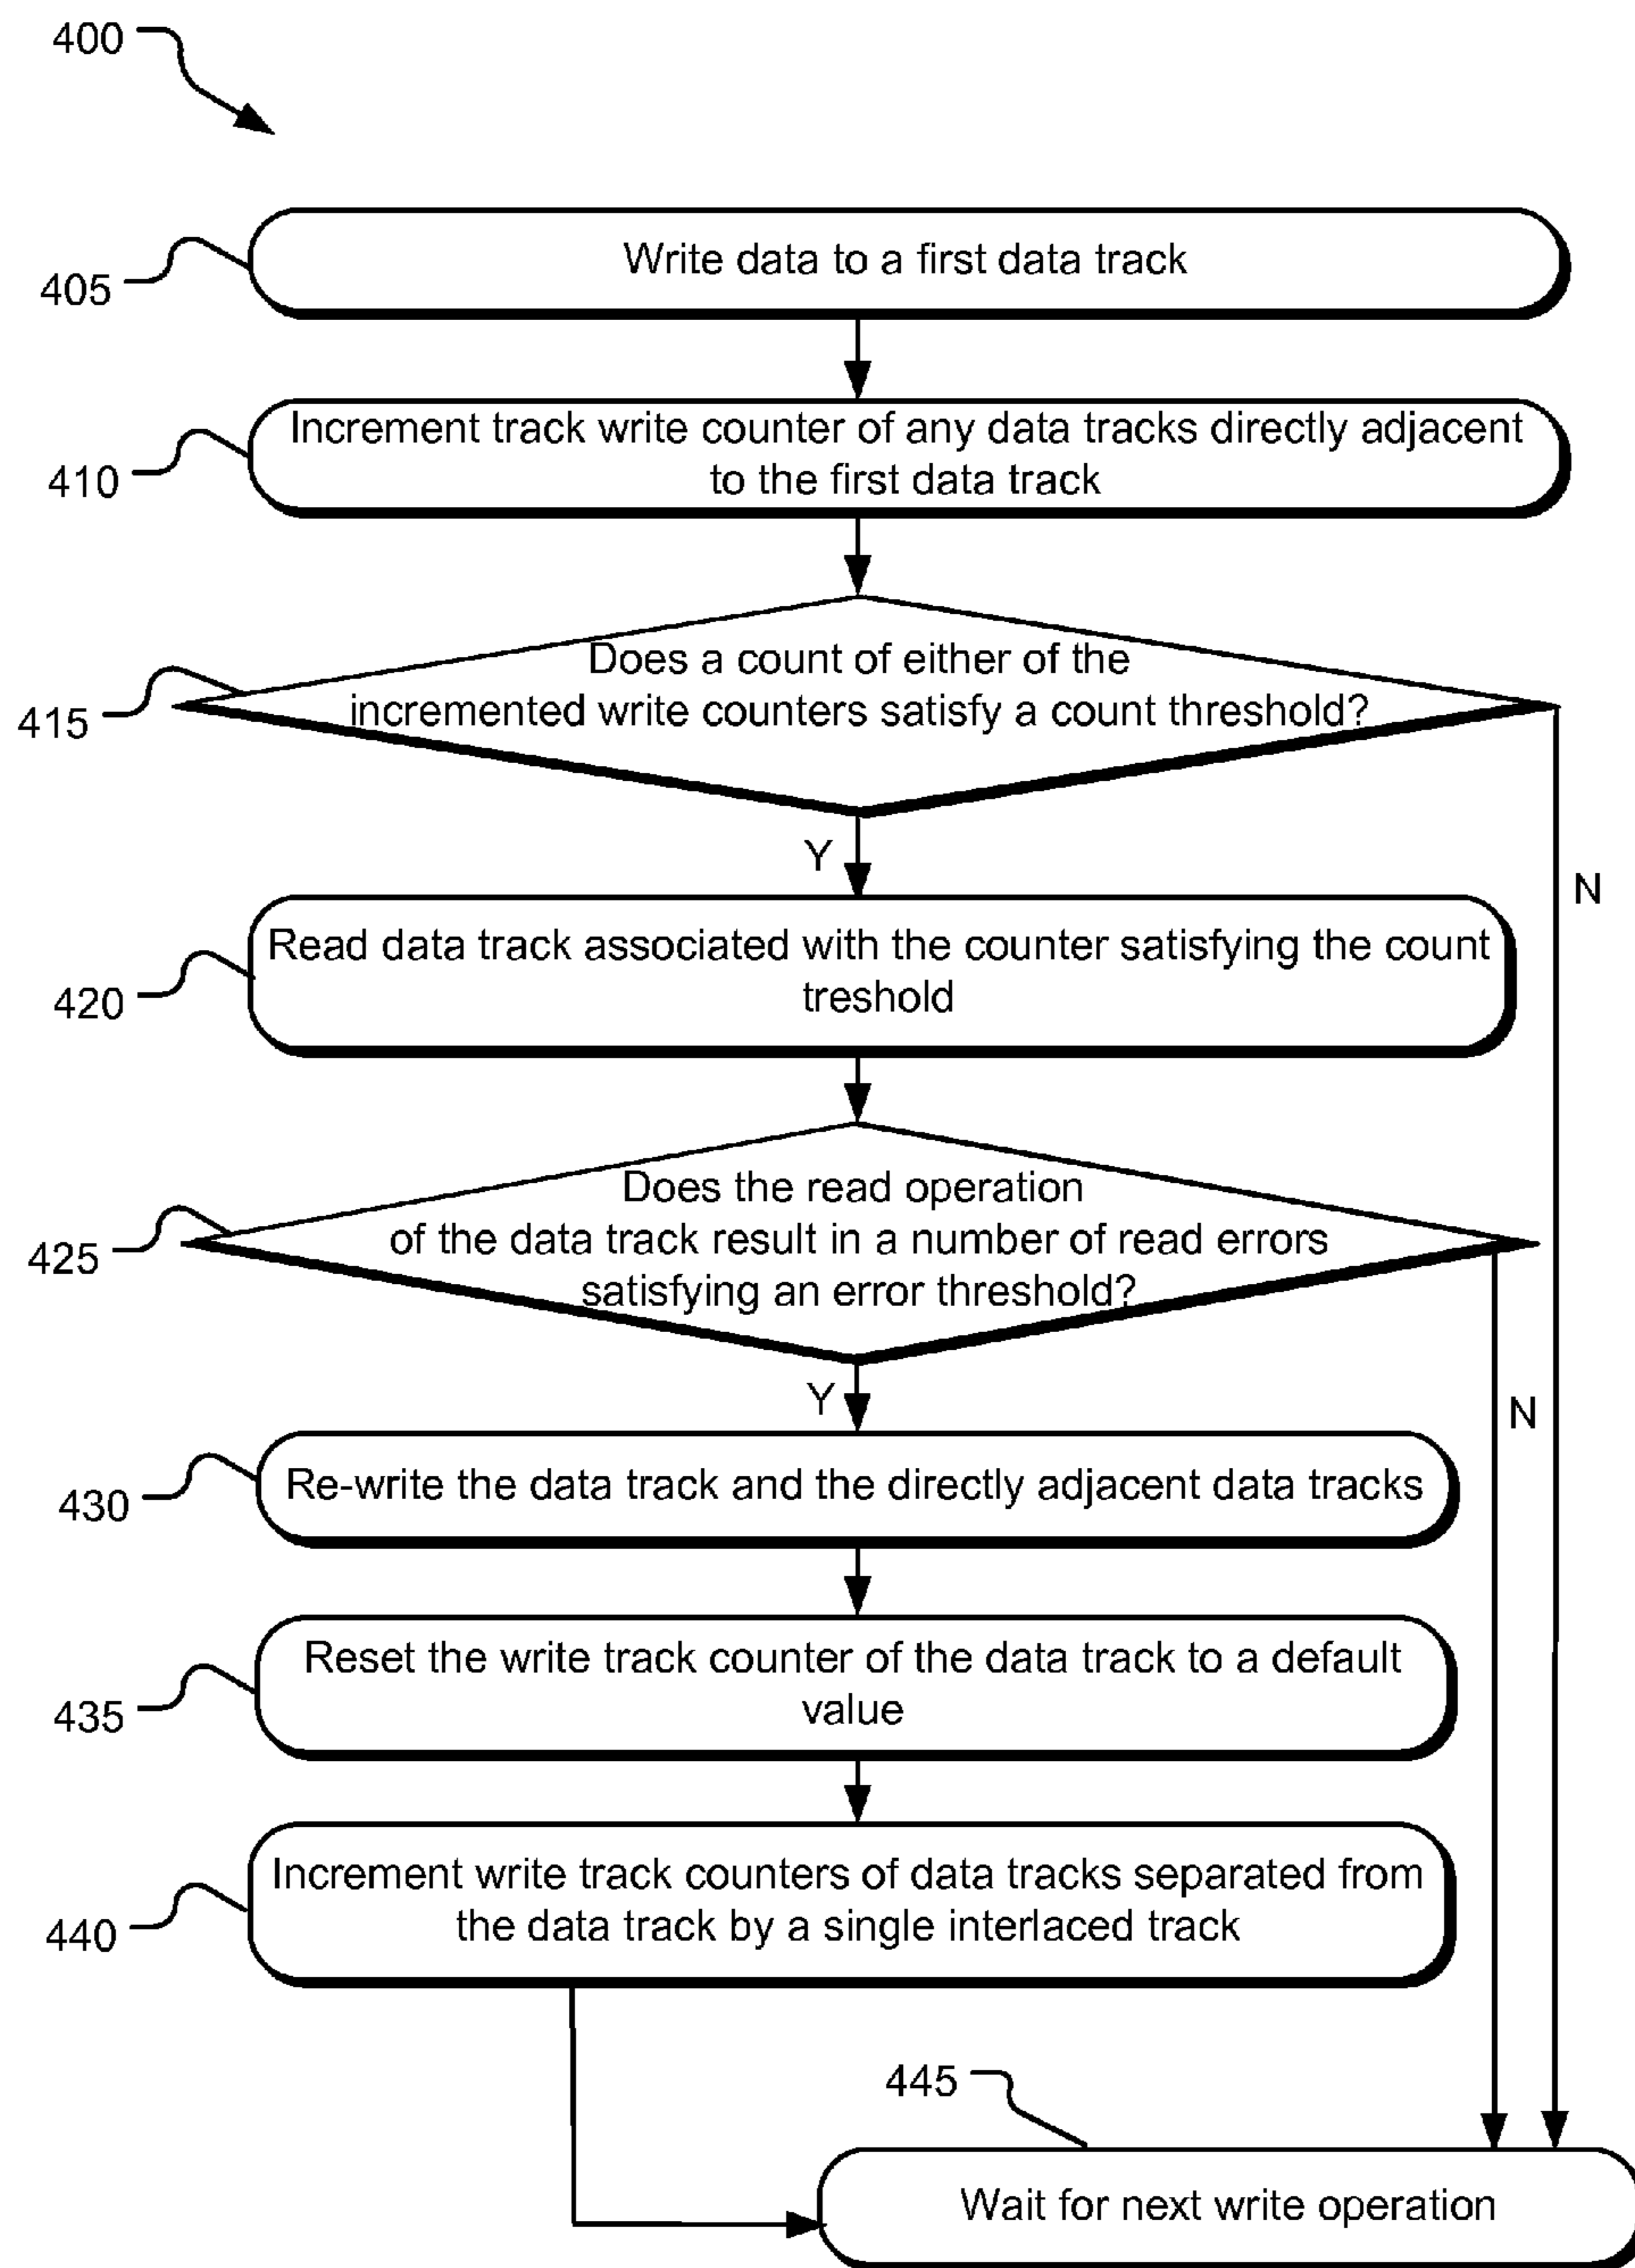 400
405
Write data to a first data track
410
Increment track write counter of any data tracks directly adjacent
to the first data track
415
Does a count of either of the
incremented write counters satisfy a count threshold?
Y
N
420
Read data track associated with the counter satisfying the count
treshold
425
Does the read operation
of the data track result in a number of read errors
satisfying an error threshold?
Y
N
430
Re-write the data track and the directly adjacent data tracks
435
Reset the write track counter of the data track to a default
value
440
Increment write track counters of data tracks separated from
the data track by a single interlaced track
445
Wait for next write operation